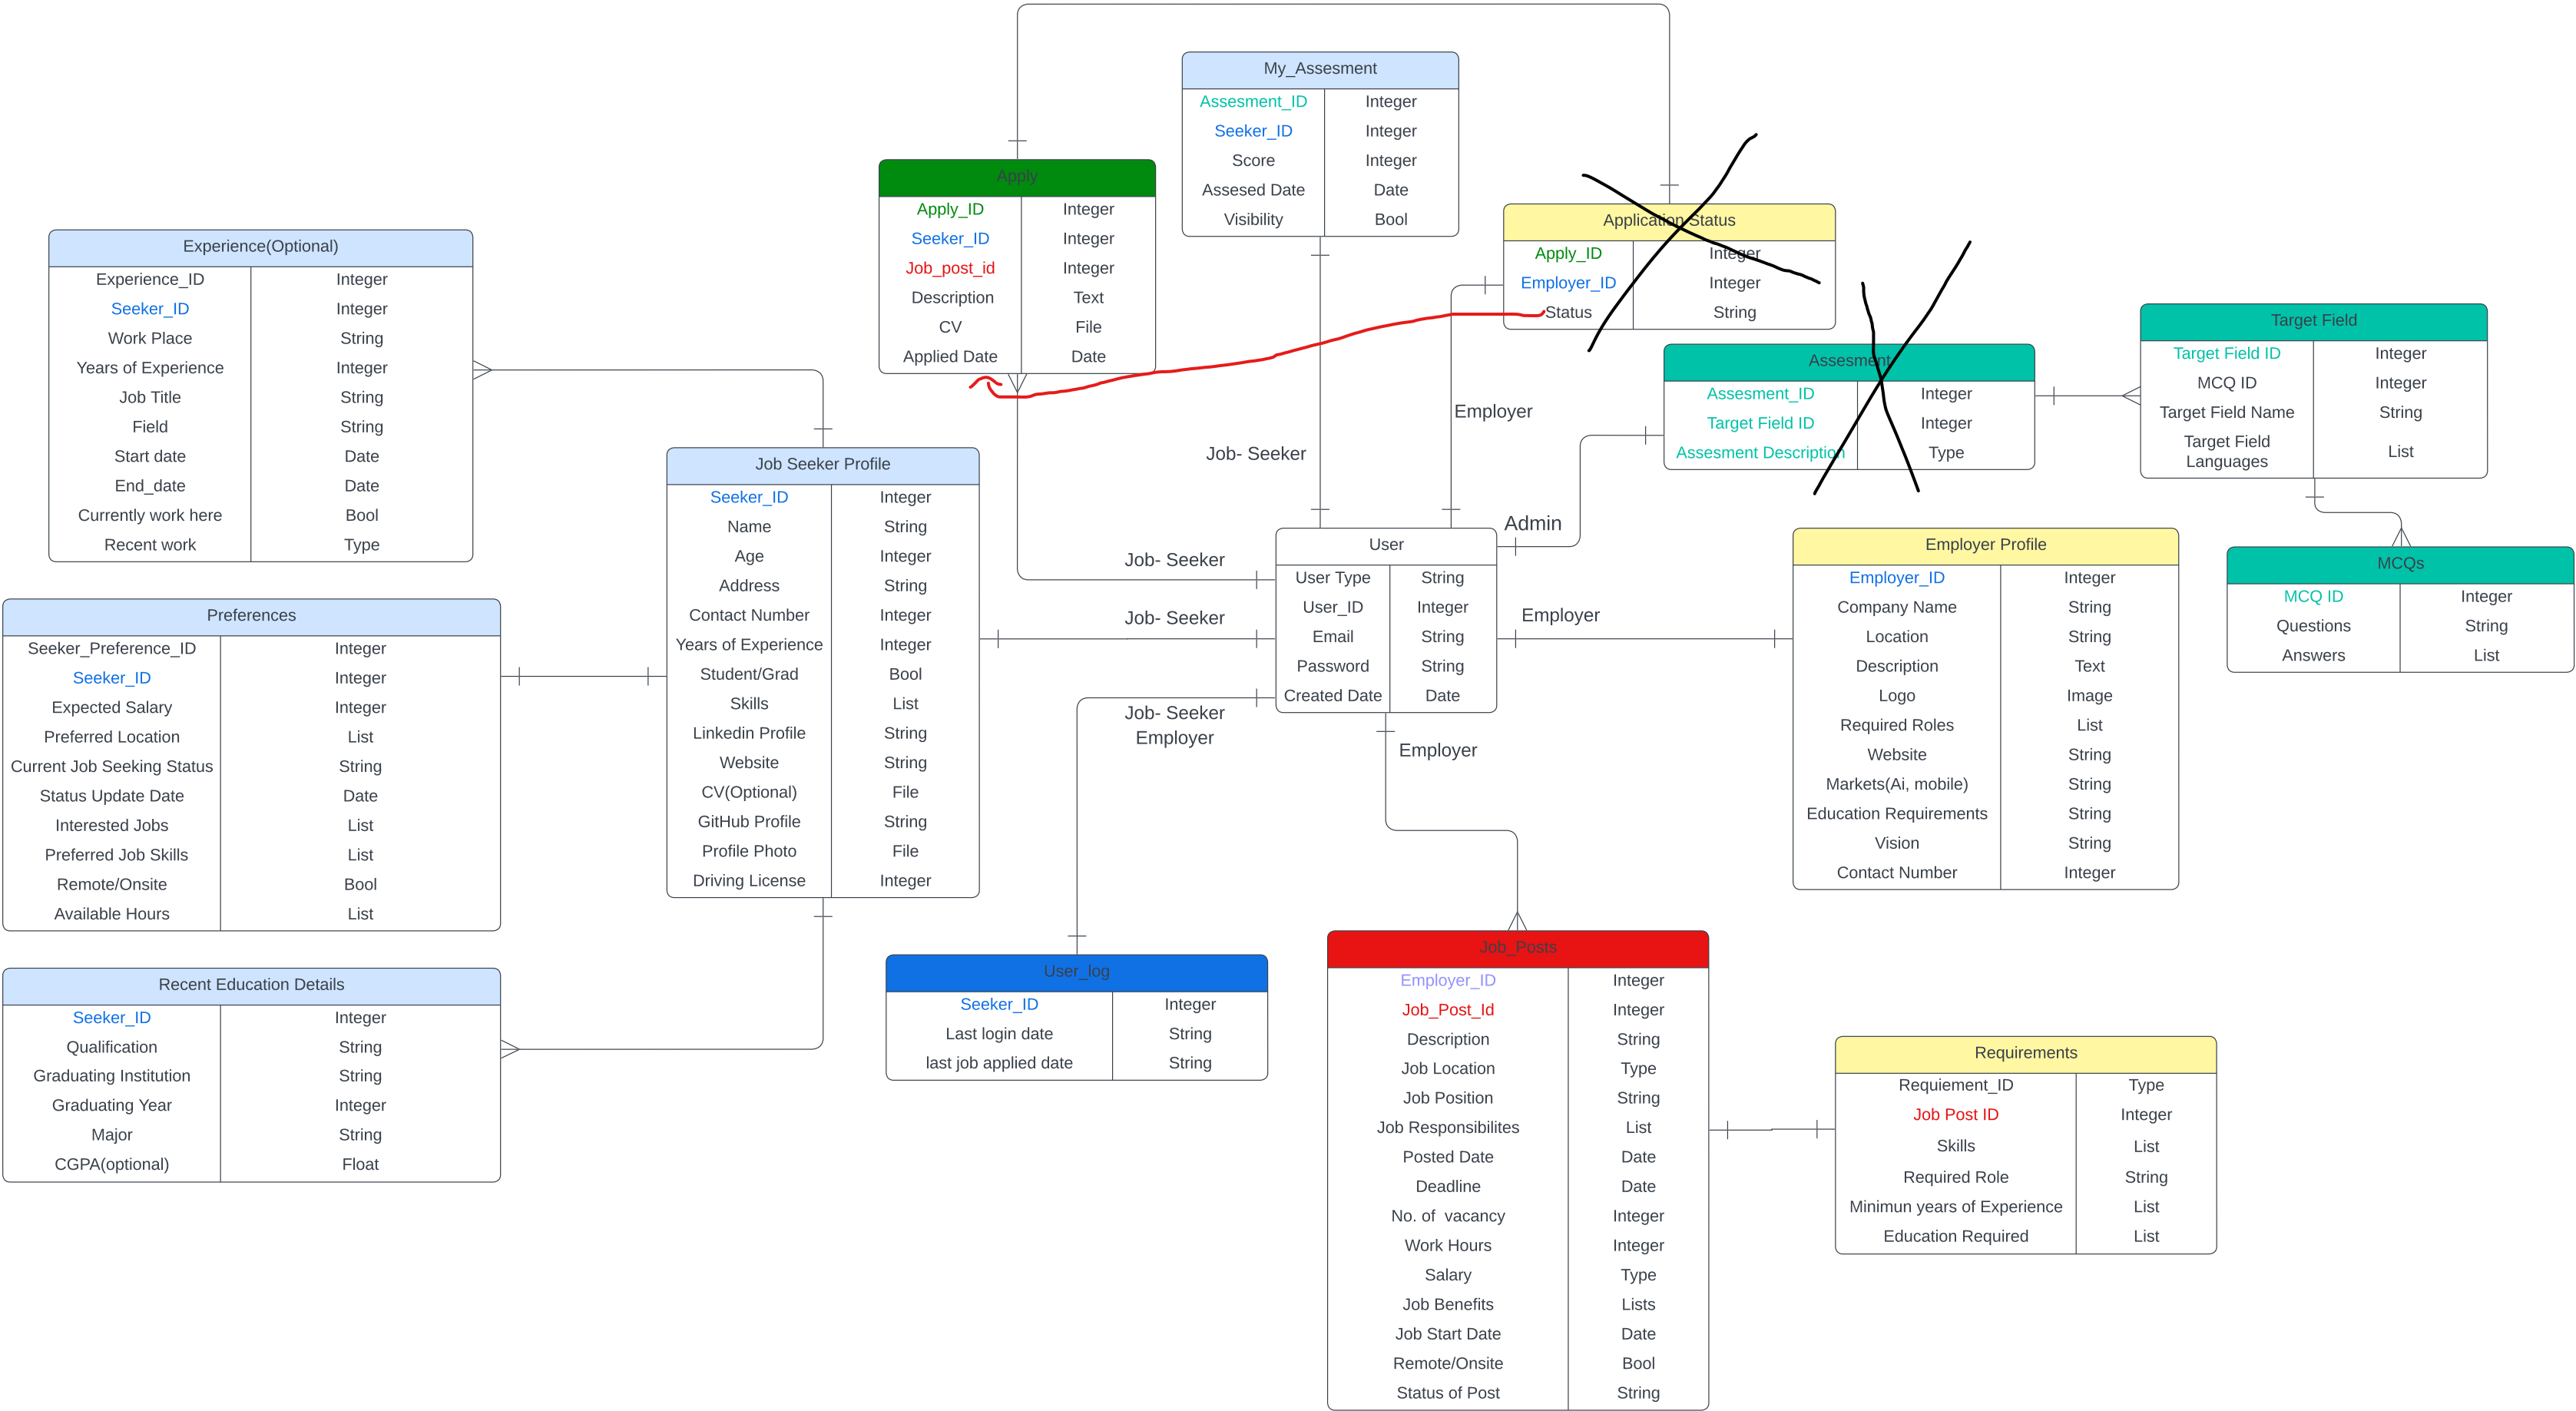 My_Assesment
Assesment_ID Integer
Seeker_ID Integer
Score Integer
Assesed Date Date
Visibility Bool
Apply
Apply_ID Integer
Seeker_ID Integer
Job_post_id Integer
Description Text
CV File
Applied Date Date
Application Status
Apply_ID Integer
Employer_ID Integer
Status String
Experience(Optional)
Experience_ID Integer
Seeker_ID Integer
Work Place String
Years of Experience Integer
Job Title String
Field String
Start date Date
End_date Date
Currently work here Bool
Recent work Type
Assesment
Assesment_ID Integer
Target Field ID Integer
Assesment Description Type
Target Field
Target Field ID Integer
MCQ ID Integer
Target Field Name String
Target Field
Languages List
Employer
Job- Seeker
Admin
Job- Seeker
Job- Seeker
Employer
Job- Seeker
Employer
Employer
Job Seeker Profile
Seeker_ID Integer
Name String
Age Integer
Address String
Contact Number Integer
Years of Experience Integer
Student/Grad Bool
Skills List
Linkedin Profile String
Website String
CV(Optional) File
GitHub Profile String
Profile Photo File
Driving License Integer
User
User Type String
User_ID Integer
Email String
Password String
Created Date Date
Employer Profile
Employer_ID Integer
Company Name String
Location String
Description Text
Logo Image
Required Roles List
Website String
Markets(Ai, mobile) String
Education Requirements String
Vision String
Contact Number Integer
MCQs
MCQ ID Integer
Questions String
Answers List
Preferences
Seeker_Preference_ID Integer
Seeker_ID Integer
Expected Salary Integer
Preferred Location List
Current Job Seeking Status String
Status Update Date Date
Interested Jobs List
Preferred Job Skills List
Remote/Onsite Bool
Available Hours List
Recent Education Details
Seeker_ID Integer
Qualification String
Graduating Institution String
Graduating Year Integer
Major String
CGPA(optional) Float
User_log
Seeker_ID Integer
Last login date String
last job applied date String
Job_Posts
Employer_ID Integer
Job_Post_Id Integer
Description String
Job Location Type
Job Position String
Job Responsibilites List
Posted Date Date
Deadline Date
No. of vacancy Integer
Work Hours Integer
Salary Type
Job Benefits Lists
Job Start Date Date
Remote/Onsite Bool
Status of Post String
Requirements
Requiement_ID Type
Job Post ID Integer
Skills List
Required Role String
Minimun years of Experience List
Education Required List